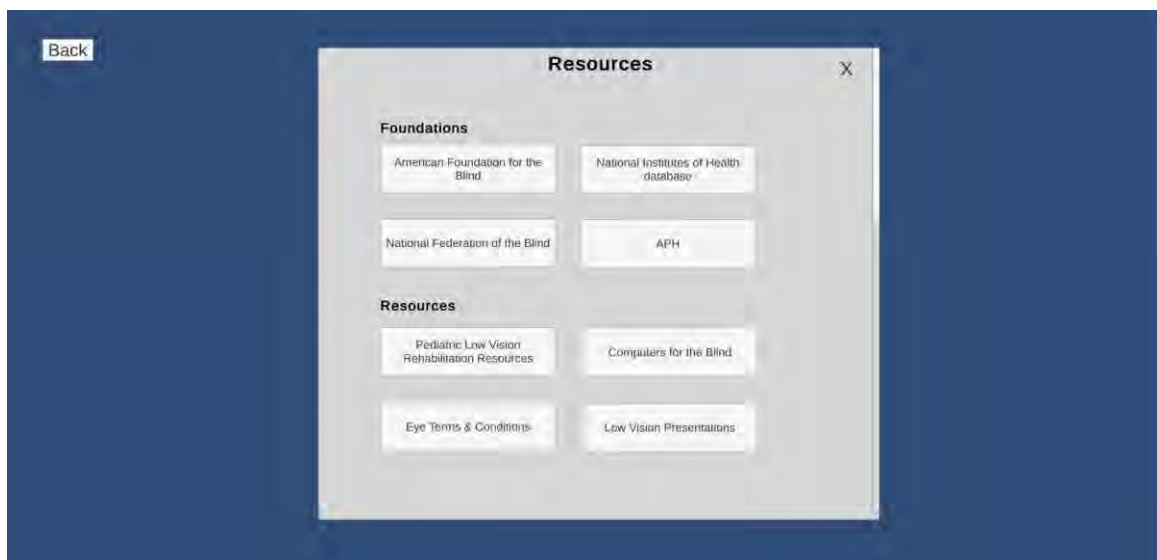 Back
Resources
X
Foundations
American Foundation for the
Blind
National Institutes of Health
database
National Federation of the Blind
APH
Resources
Pediatric Low Vision
Rehabilitation Resources
Computers for the Blind
Eye Terms & Conditions
Low Vision Presentations